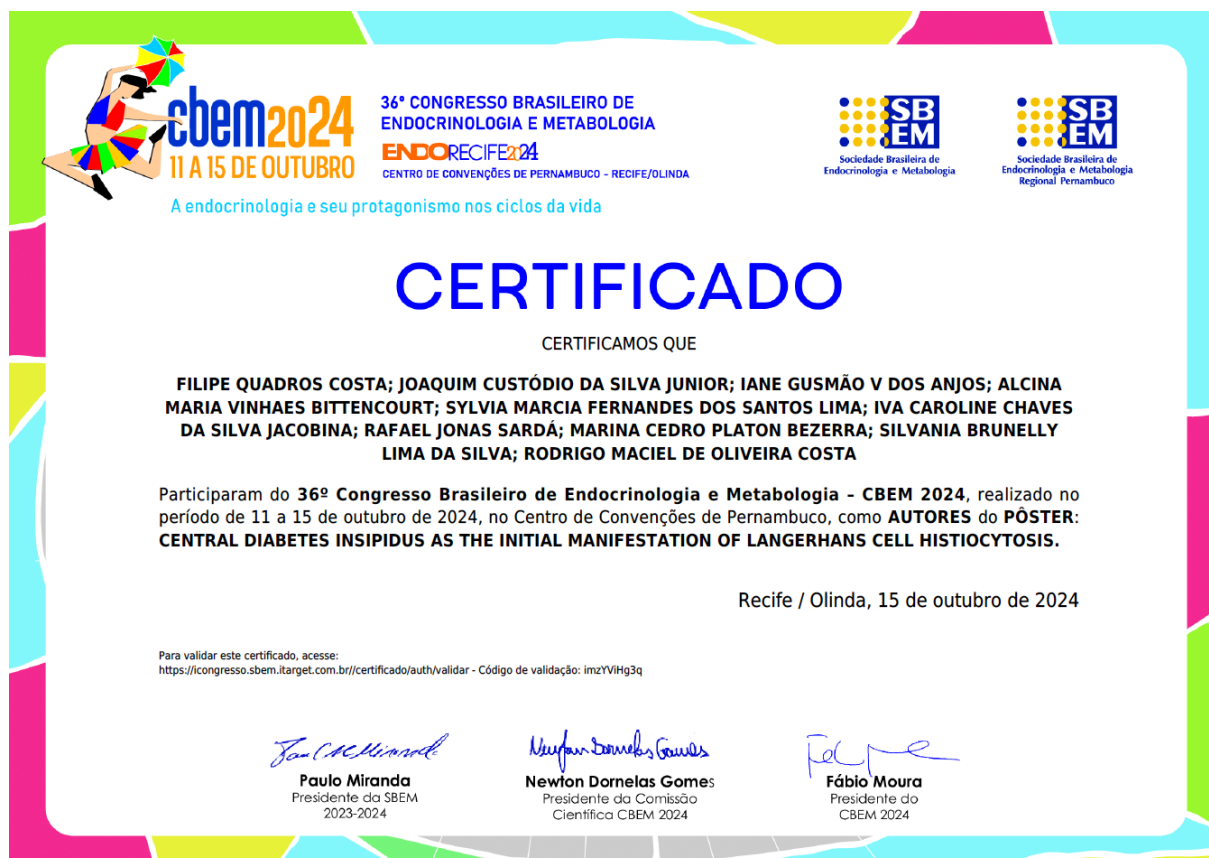 cbem2024
11 A 15 DE OUTUBRO
36º CONGRESSO BRASILEIRO DE
ENDOCRINOLOGIA E METABOLOGIA
ENDORECIFE2024
CENTRO DE CONVENÇÕES DE PERNAMBUCO - RECIFE/OLINDA
A endocrinologia e seu protagonismo nos ciclos da vida
SB
EM
Sociedade Brasileira de
Endocrinologia e Metabologia
SB
EM
Sociedade Brasileira de
Endocrinologia e Metabologia
Regional Pernambuco
CERTIFICADO
CERTIFICAMOS QUE
FILIPE QUADROS COSTA; JOAQUIM CUSTÓDIO DA SILVA JUNIOR; IANE GUSMÃO V DOS ANJOS; ALCINA
MARIA VINHAES BITTENCOURT; SYLVIA MARCIA FERNANDES DOS SANTOS LIMA; IVA CAROLINE CHAVES
DA SILVA JACOBINA; RAFAEL JONAS SARDÁ; MARINA CEDRO PLATON BEZERRA; SILVANIA BRUNELLY
LIMA DA SILVA; RODRIGO MACIEL DE OLIVEIRA COSTA
Participaram do 36º Congresso Brasileiro de Endocrinologia e Metabologia – CBEM 2024, realizado no
período de 11 a 15 de outubro de 2024, no Centro de Convenções de Pernambuco, como AUTORES do PÔSTER:
CENTRAL DIABETES INSIPIDUS AS THE INITIAL MANIFESTATION OF LANGERHANS CELL HISTIOCYTOSIS.
Recife / Olinda, 15 de outubro de 2024
Para validar este certificado, acesse:
https://icongresso.sbem.itarget.com.br//certificado/auth/validar - Código de validação: imzYViHg3q
Newton Dornelas Gomes
Paulo Miranda
Presidente da SBEM
2023-2024
Newton Dornelas Gomes
Presidente da Comissão
Científica CBEM 2024
Fábio Moura
Presidente do
CBEM 2024